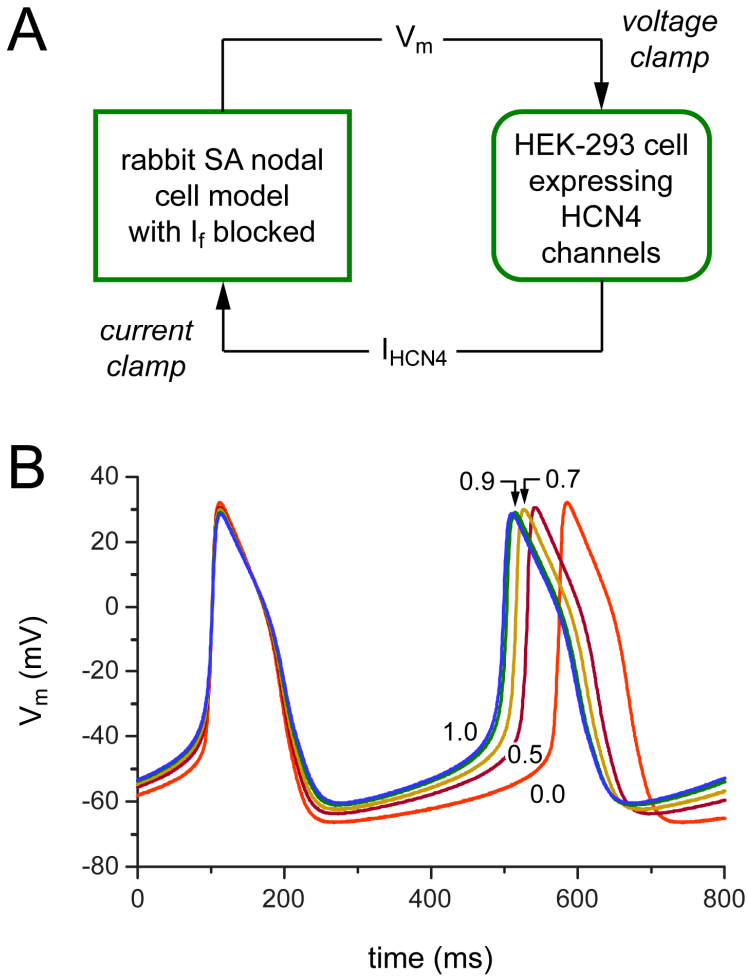 A
Vm
voltage
clamp
rabbit SA nodal
cell model
with If blocked
HEK-293 cell
expressing
HCN4
channels
current
clamp
IHCN4
B
40
20
0
-20
-40
-60
-80
Vm (mV)
0.9
0.7
1.0
0.5
0.0
0
200
400
600
800
time (ms)